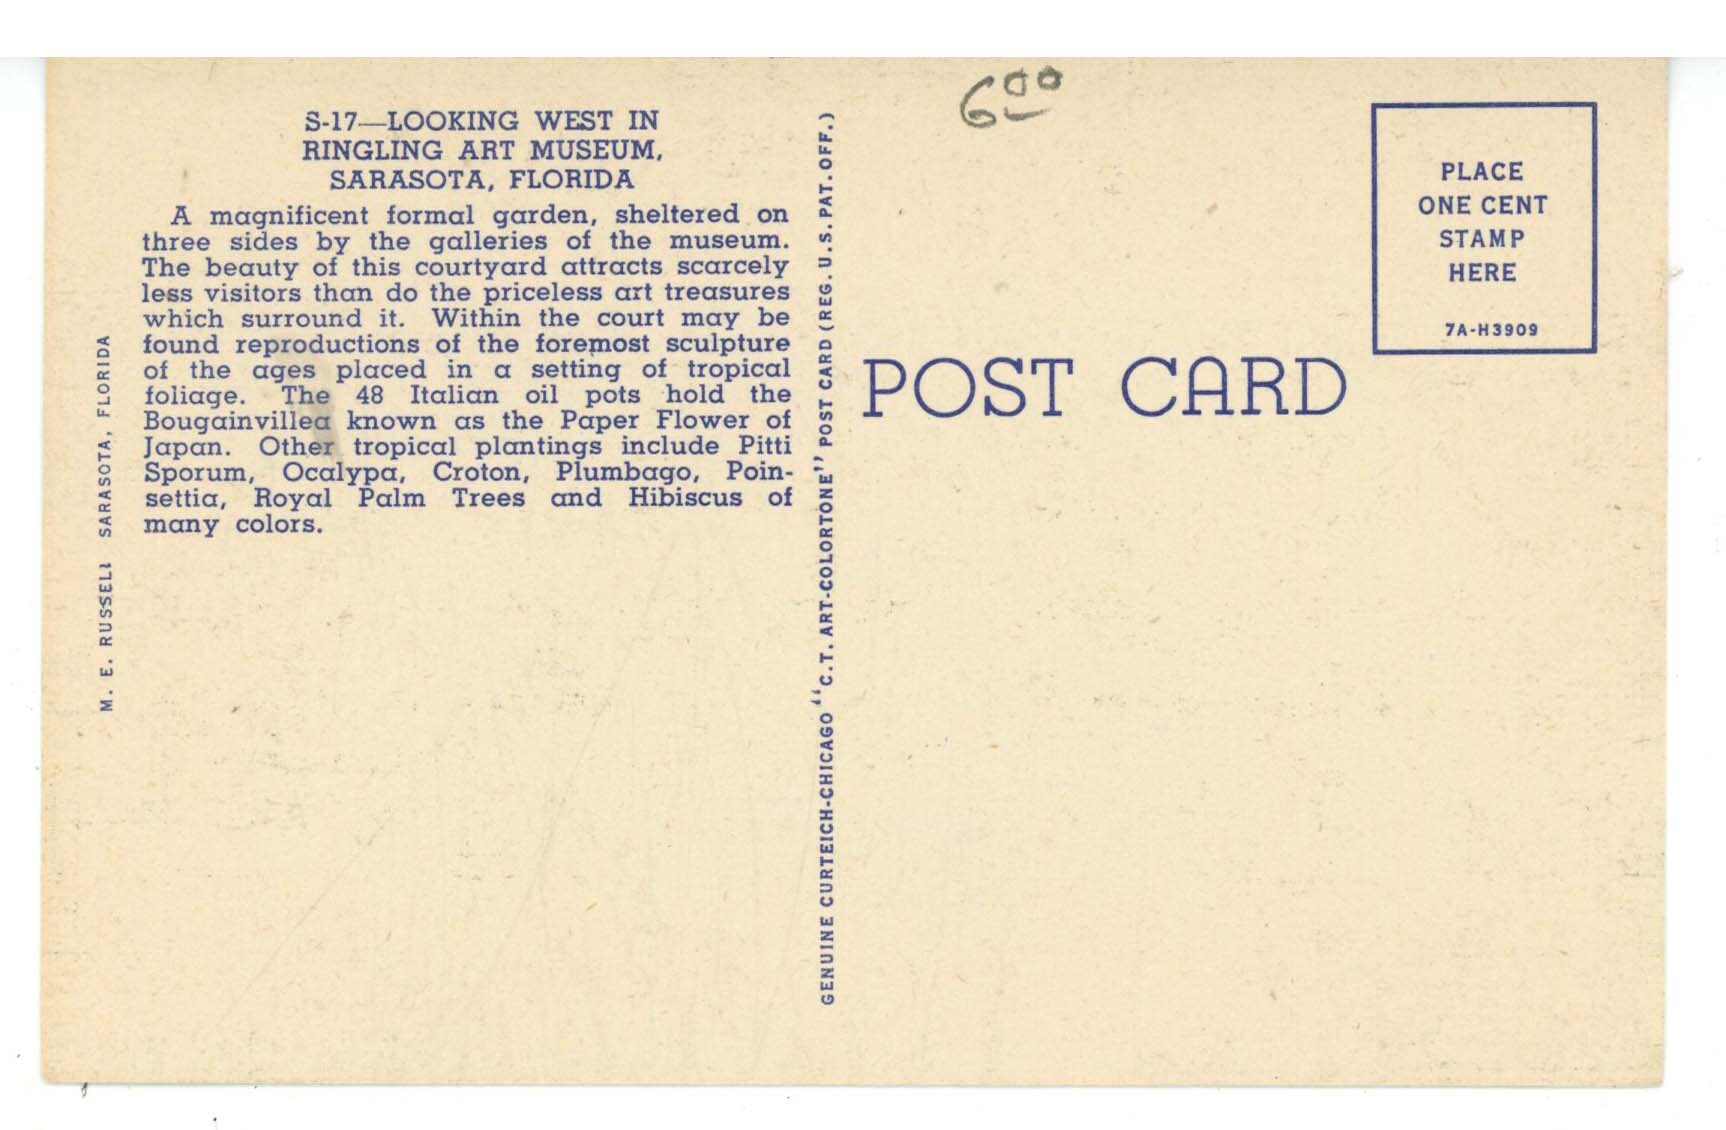 6 00
S-17—LOOKING WEST IN
RINGLING ART MUSEUM,
SARASOTA, FLORIDA
A magnificent formal garden, sheltered on
three sides by the galleries of the museum.
The beauty of this courtyard attracts scarcely
less visitors than do the priceless art treasures
which surround it. Within the court may be
found reproductions of the foremost sculpture
of the ages placed in a setting of tropical
foliage. The 48 Italian oil pots hold the
Bougainvillea known as the Paper Flower of
Japan. Other tropical plantings include Pitti
Sporum, Ocalypa, Croton, Plumbago, Poin-
settia, Royal Palm Trees and Hibiscus of
many colors.
M. E. RUSSELL SARASOTA, FLORIDA
GENUINE CURTEICH-CHICAGO "C.T. ART-COLORTONE" POST CARD (REG. U.S. PAT. OFF.)
POST CARD
PLACE
ONE CENT
STAMP
HERE
7A-H3909